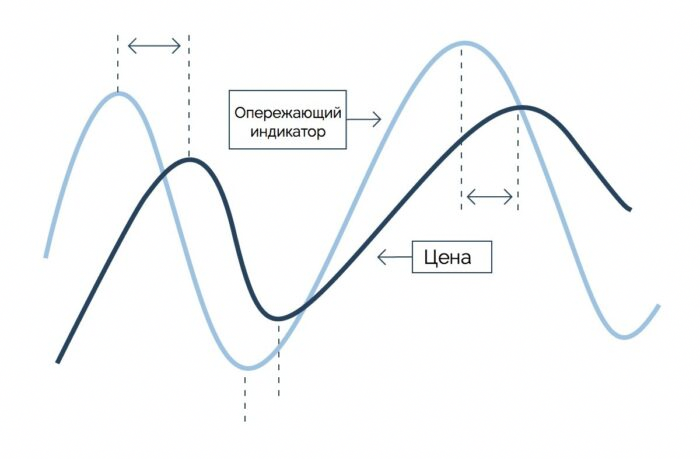 Опережающий
индикатор
Цена